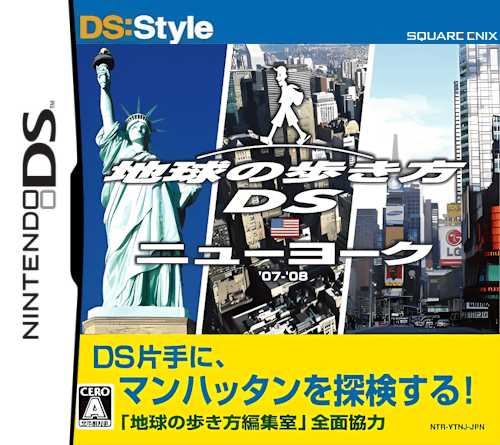 DS:Style
SQUARE ENIX
NINTENDO DS™
地球の歩き方
DS
ニューヨーク
'07-'08
DS片手に、
マンハッタンを探検する!
「地球の歩き方編集室」全面協力
CERO
A
NTR-YTNJ-JPN